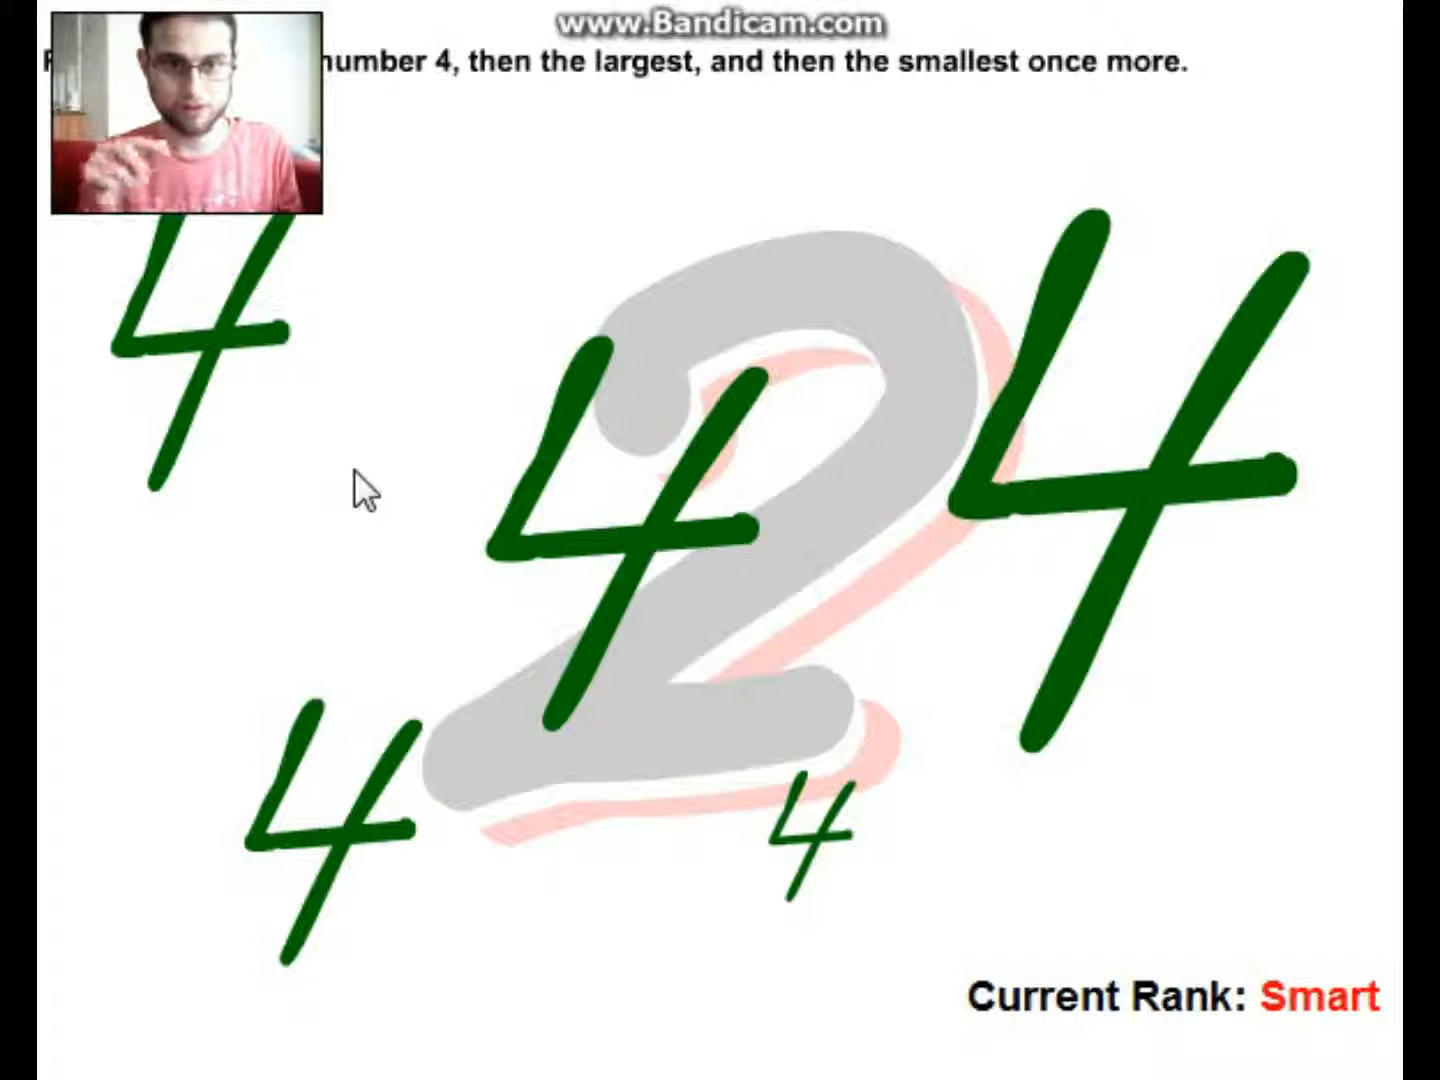 www.Bandicam.com
number 4, then the largest, and then the smallest once more.
4
2
4
4
4
4
Current Rank: Smart